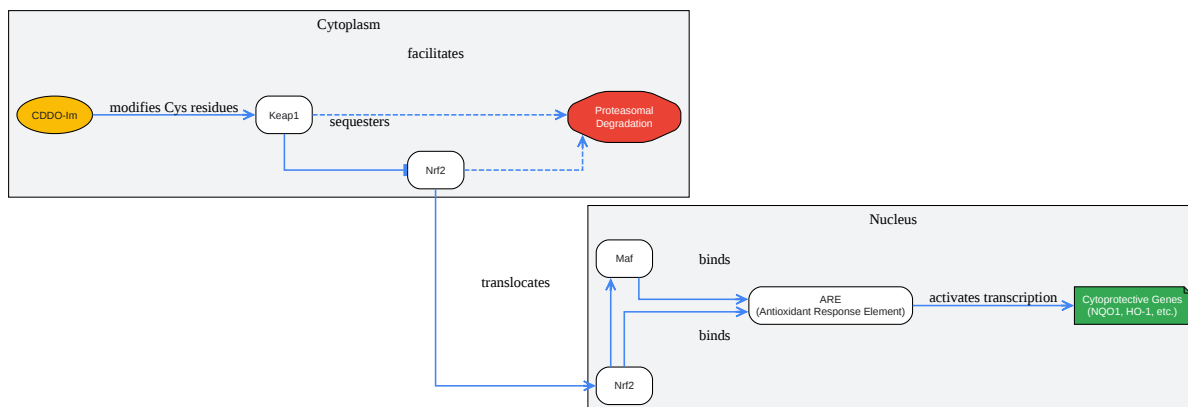 Cytoplasm
facilitates
CDDO-Im
modifies Cys residues
Keap1
sequesters
Proteasomal
Degradation
Nrf2
Nucleus
translocates
Maf
binds
ARE
(Antioxidant Response Element)
activates transcription
Cytoprotective Genes
(NQO1, HO-1, etc.)
binds
Nrf2